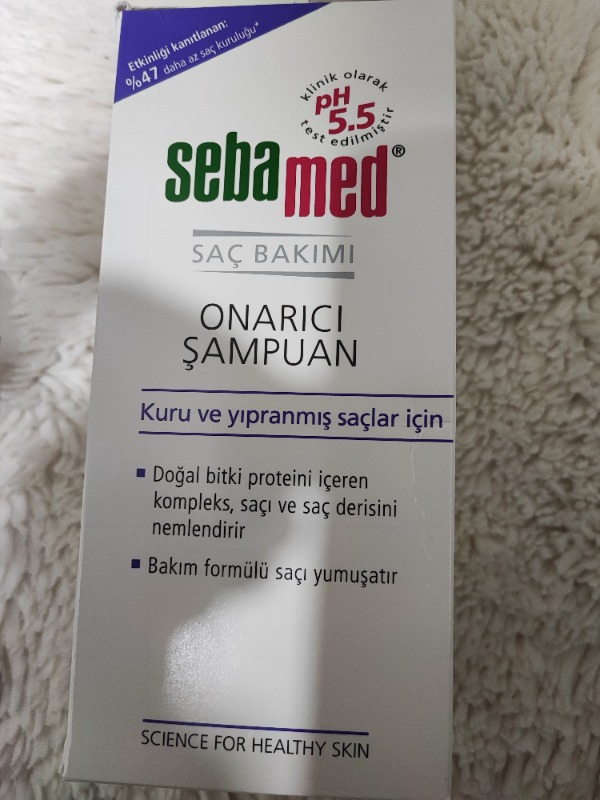 Etkinliği kanıtlanan:
%47 daha az saç kuruluğu*
klinik olarak
pH
5.5
test edilmiştir
sebamed®
SAÇ BAKIMI
ONARICI
ŞAMPUAN
Kuru ve yıpranmış saçlar için
▪ Doğal bitki proteini içeren
kompleks, saçı ve saç derisini
nemlendirir
▪ Bakım formülü saçı yumuşatır
SCIENCE FOR HEALTHY SKIN